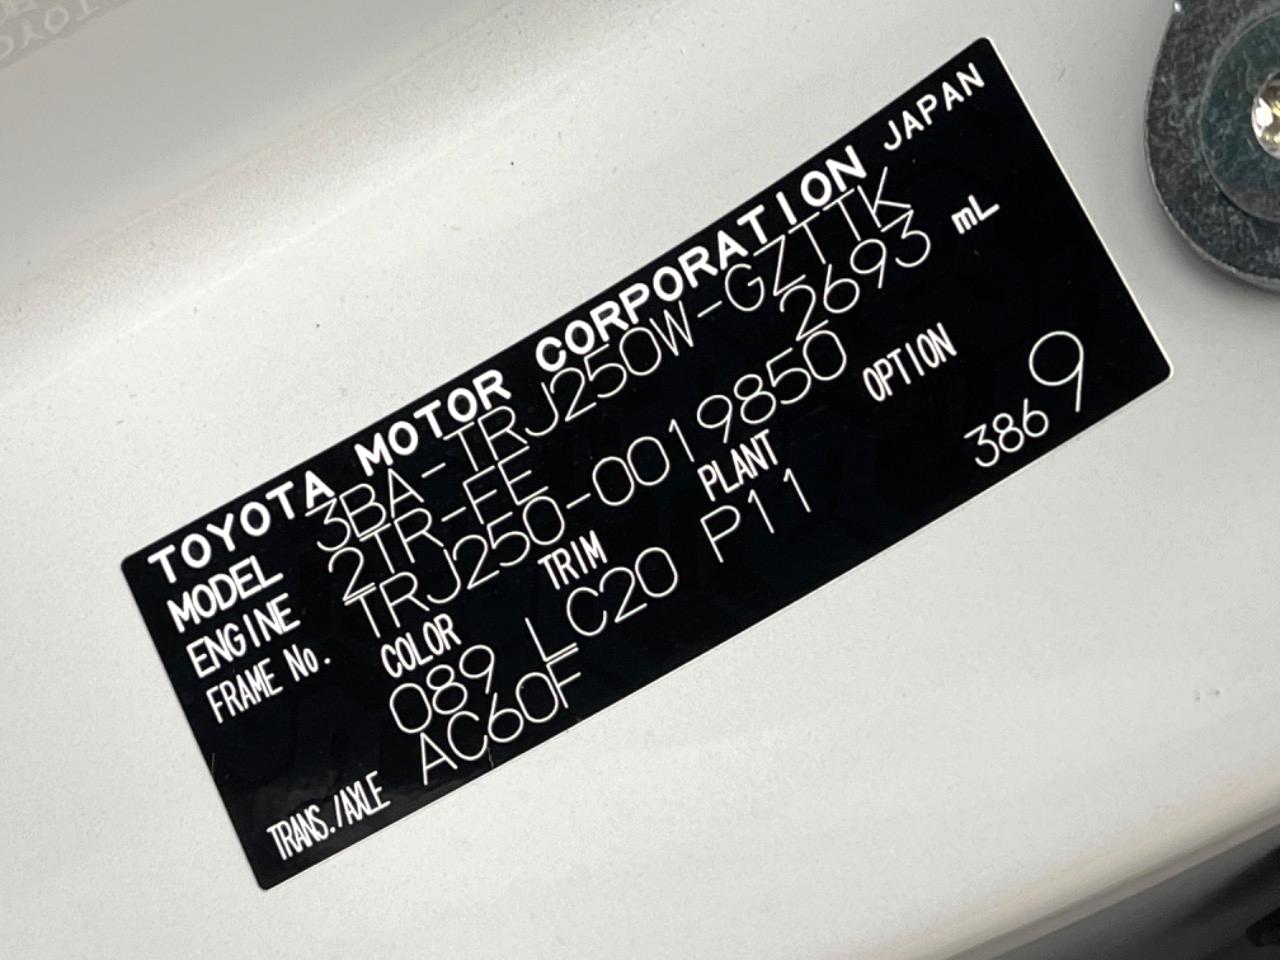 TOYOTA MOTOR CORPORATION JAPAN
MODEL 3BA-TRJ250W-GZTTK
ENGINE 2TR-FE 2693 mL
FRAME No. TRJ250-0019850
COLOR TRIM PLANT OPTION
089 LC20 P11 386 9
TRANS./AXLE AC60F